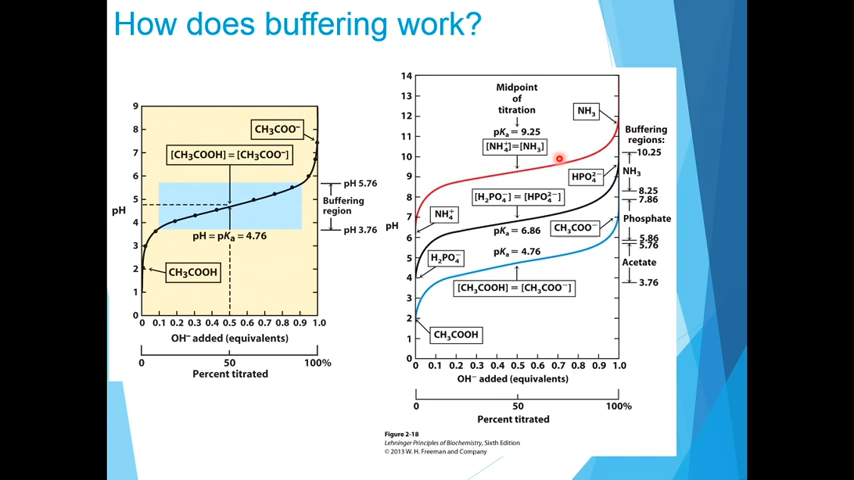 How does buffering work?
9
8
7
6
5
4
3
2
1
0
pH
CH₃COO⁻
[CH₃COOH] = [CH₃COO⁻]
pH 5.76
Buffering
region
pH 3.76
pH = pKₐ = 4.76
CH₃COOH
0 0.1 0.2 0.3 0.4 0.5 0.6 0.7 0.8 0.9 1.0
OH⁻ added (equivalents)
0 50 100%
Percent titrated
14
13
12
11
10
9
8
7
6
5
4
3
2
1
0
pH
Midpoint
of
titration
NH₃
pKₐ = 9.25
[NH₄⁺]=[NH₃]
HPO₄²⁻
[H₂PO₄⁻] = [HPO₄²⁻]
NH₄⁺
CH₃COO⁻
pKₐ = 6.86
pKₐ = 4.76
H₂PO₄⁻
[CH₃COOH] = [CH₃COO⁻]
CH₃COOH
Buffering
regions:
10.25
NH₃
8.25
7.86
Phosphate
5.86
5.76
Acetate
3.76
0 0.1 0.2 0.3 0.4 0.5 0.6 0.7 0.8 0.9 1.0
OH⁻ added (equivalents)
0 50 100%
Percent titrated
Figure 2-18
Lehninger Principles of Biochemistry, Sixth Edition
© 2013 W. H. Freeman and Company